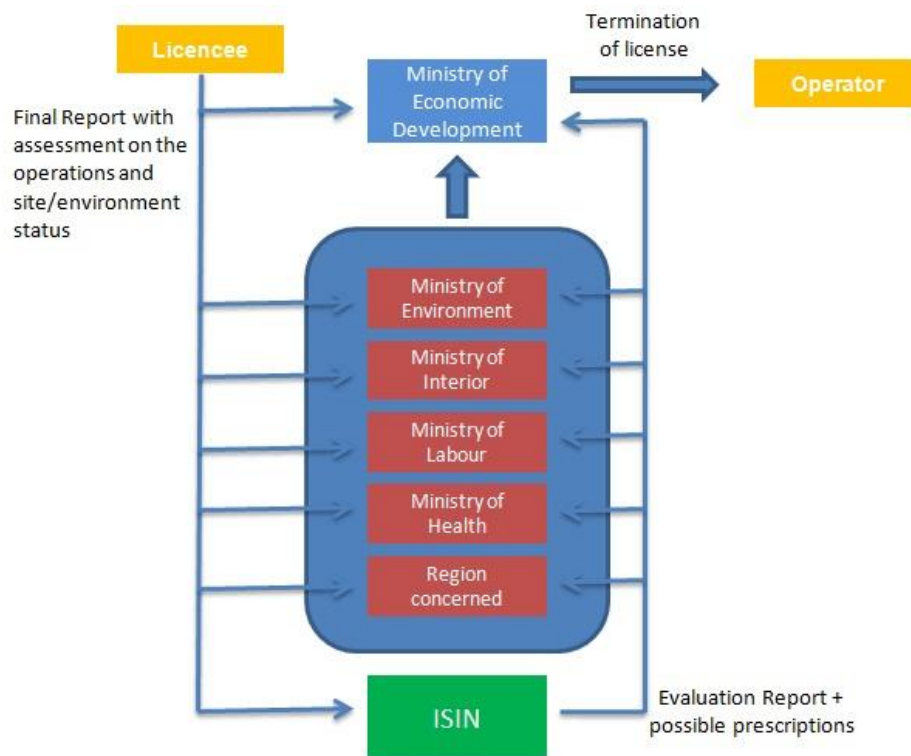 Licencee
Ministry of
Economic
Development
Termination
of license
Operator
Final Report with
assessment on the
operations and
site/environment
status
Ministry of
Environment
Ministry of
Interior
Ministry of
Labour
Ministry of
Health
Region
concerned
ISIN
Evaluation Report +
possible prescriptions